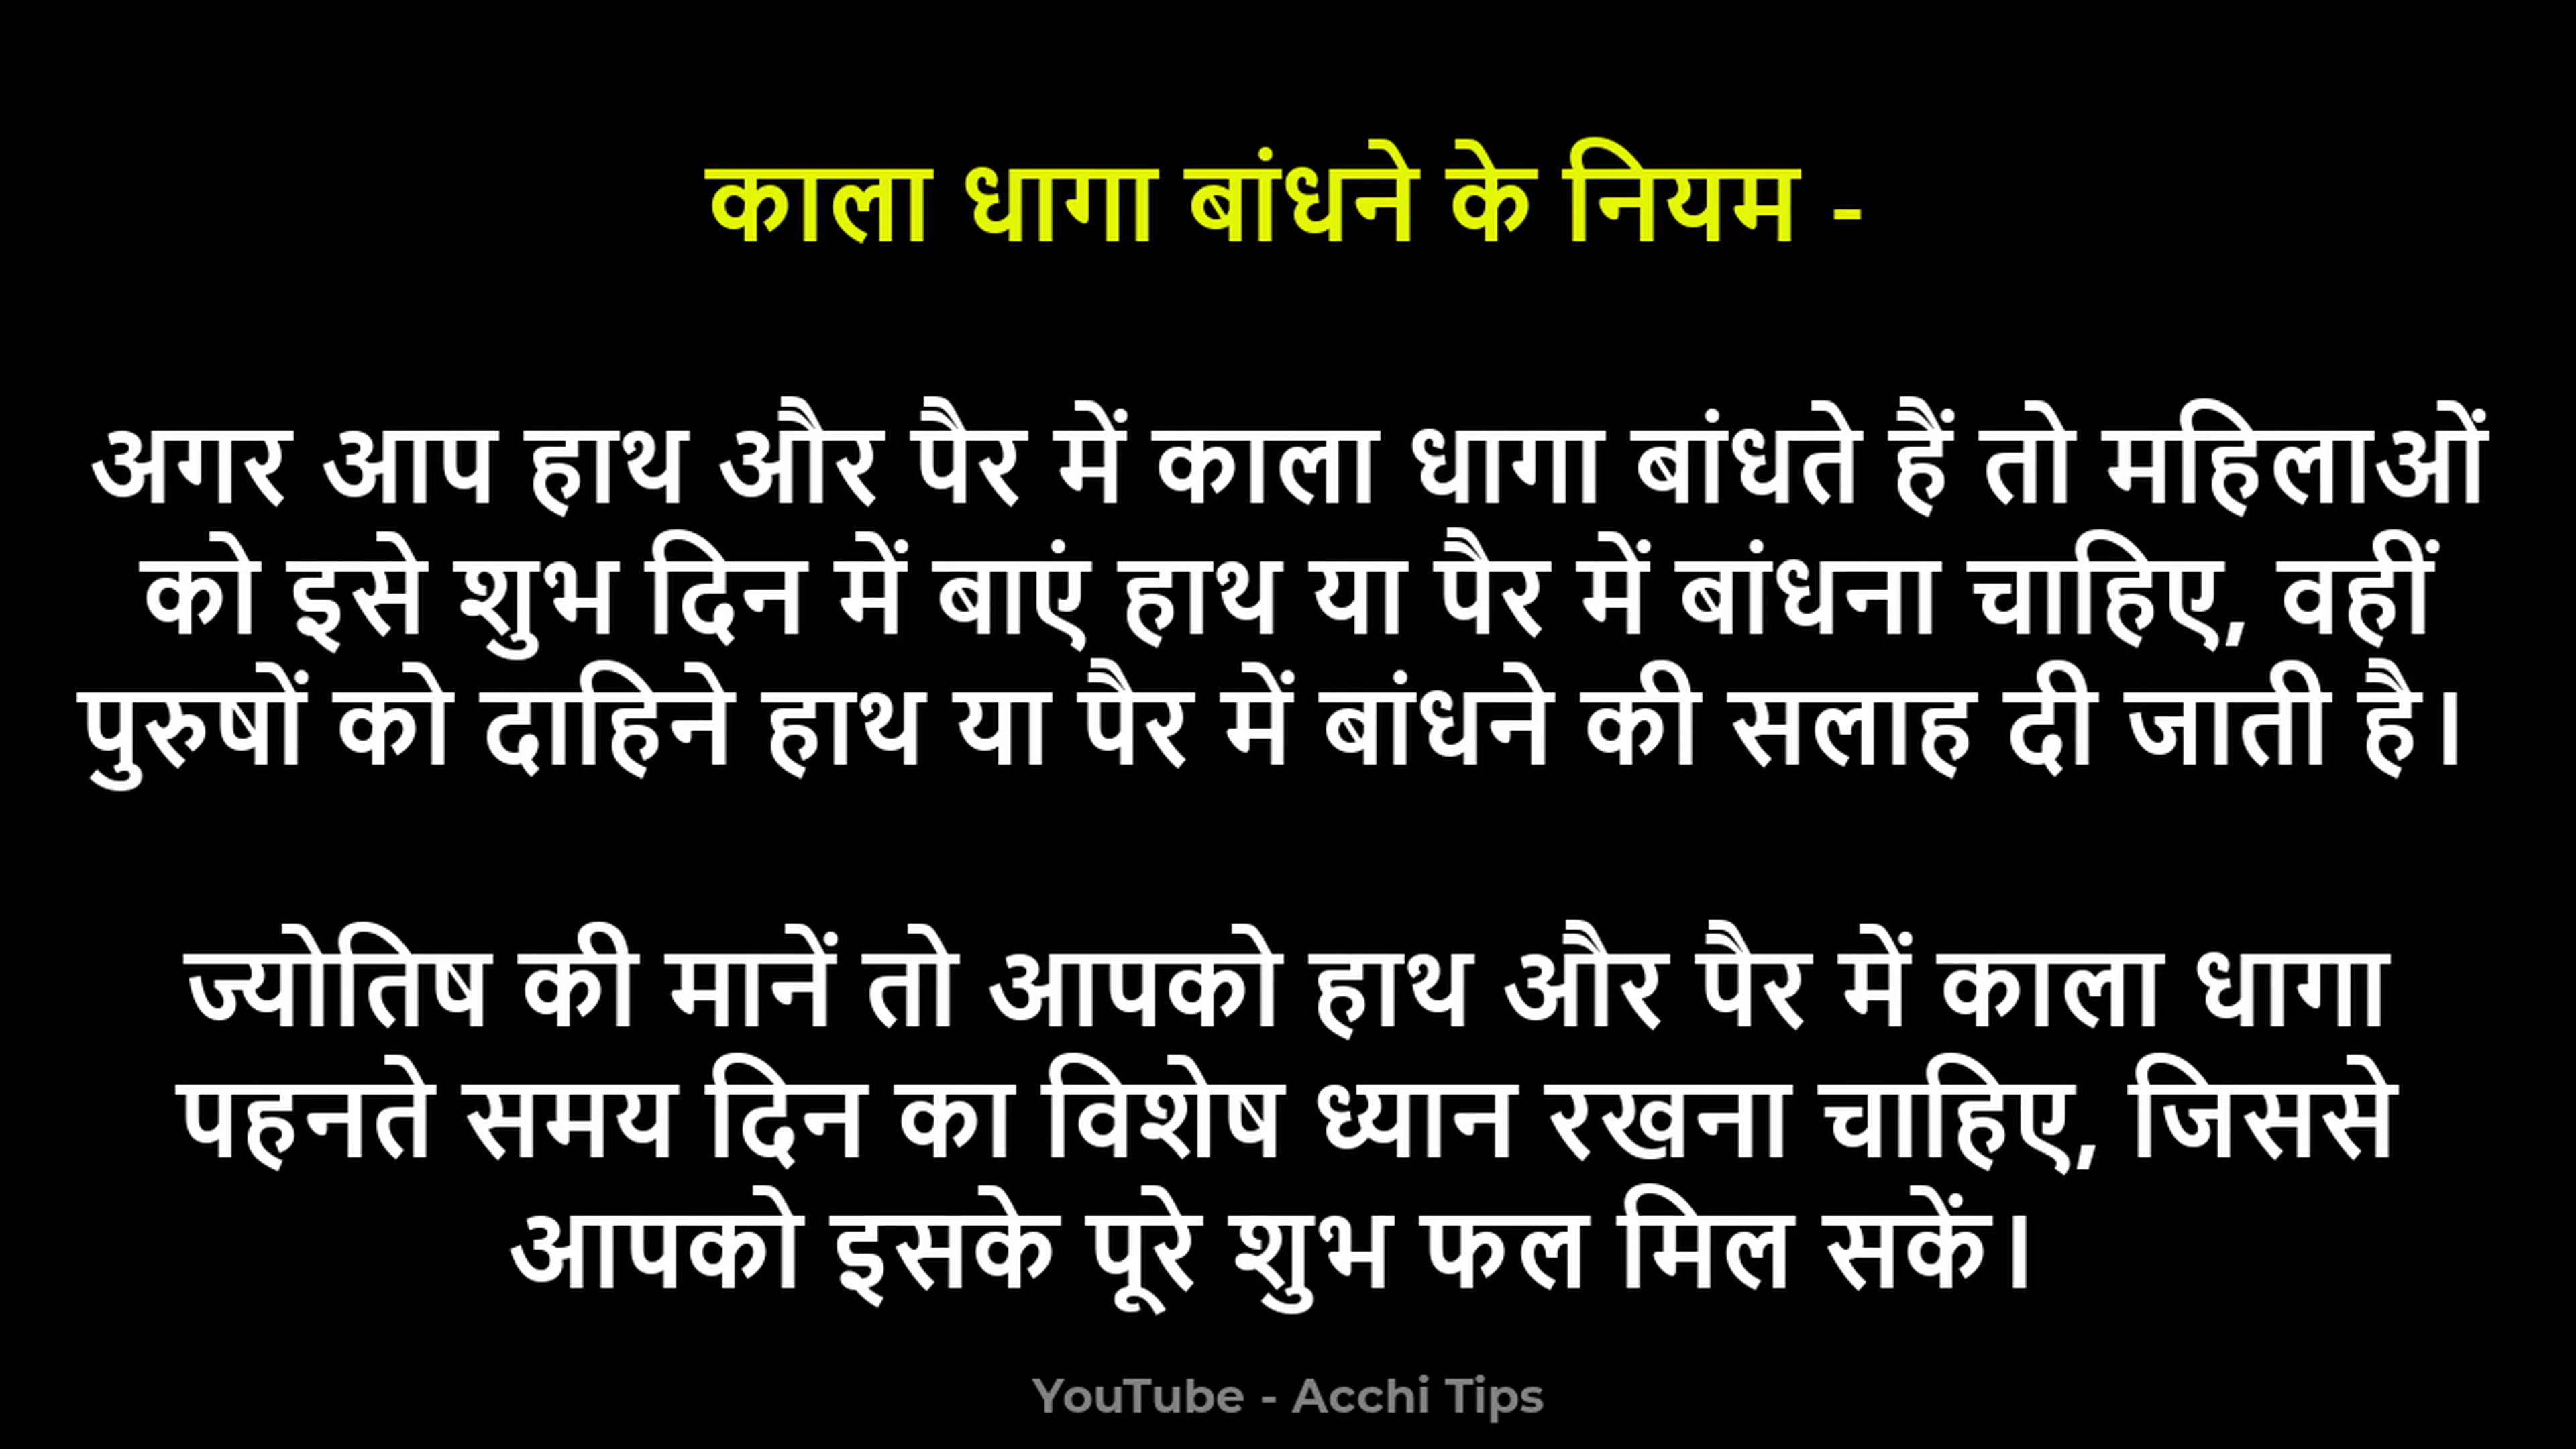 काला धागा बांधने के नियम -
अगर आप हाथ और पैर में काला धागा बांधते हैं तो महिलाओं
को इसे शुभ दिन में बाएं हाथ या पैर में बांधना चाहिए, वहीं
पुरुषों को दाहिने हाथ या पैर में बांधने की सलाह दी जाती है।
ज्योतिष की मानें तो आपको हाथ और पैर में काला धागा
पहनते समय दिन का विशेष ध्यान रखना चाहिए, जिससे
आपको इसके पूरे शुभ फल मिल सकें।
YouTube - Acchi Tips